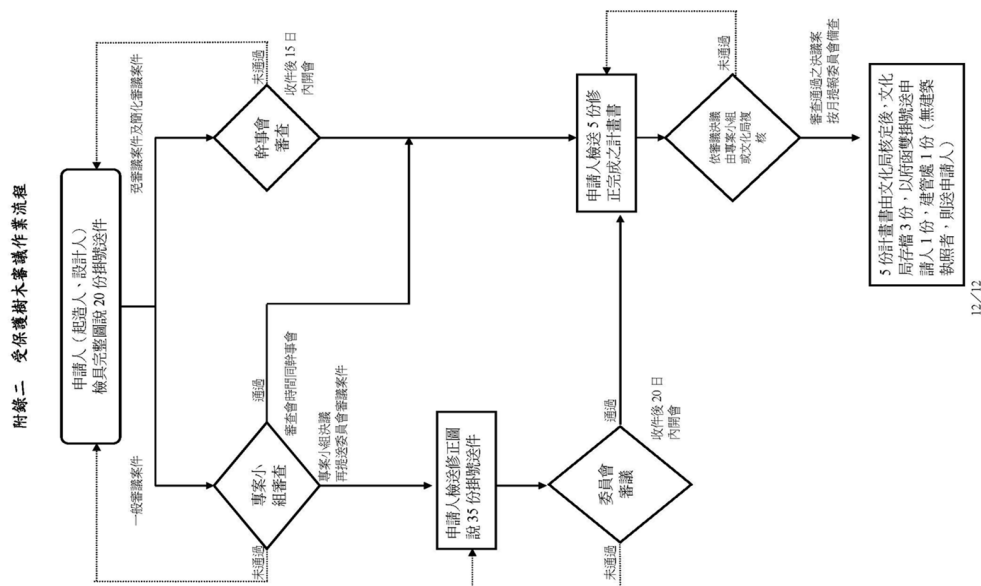 附錄二　受保護樹木審議作業流程
申請人（起造人、設計人）
檢具完整圖說 20 份掛號送件
一般審議案件
免審議案件及簡化審議案件
專案小
組審查
未通過
通過
審查會時間同幹事會
專案小組決議
再提送委員會審議案件
幹事會
審查
未通過
收件後 15 日
內開會
申請人檢送修正圖
說 35 份掛號送件
委員會
審議
未通過
通過
收件後 20 日
內開會
申請人檢送 5 份修
正完成之計畫書
依審議決議
由專案小組
或文化局複
核
未通過
審查通過之決議案
按月提報委員會備查
5 份計畫書由文化局核定後，文化
局存檔 3 份，以府函雙掛號送申
請人 1 份，建管處 1 份（無建築
執照者，則送申請人）
12/12